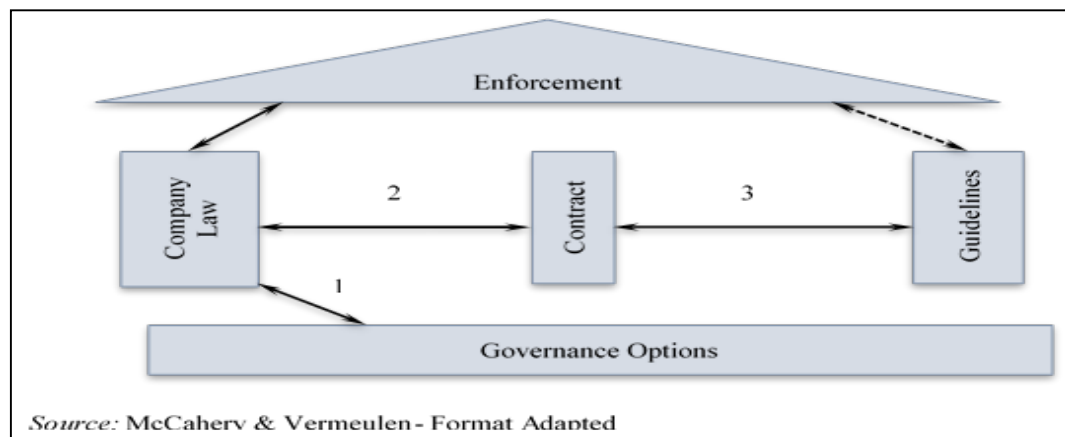 Enforcement
Company
Law
2
Contract
3
Guidelines
1
Governance Options
Source: McCahery & Vermeulen - Format Adapted